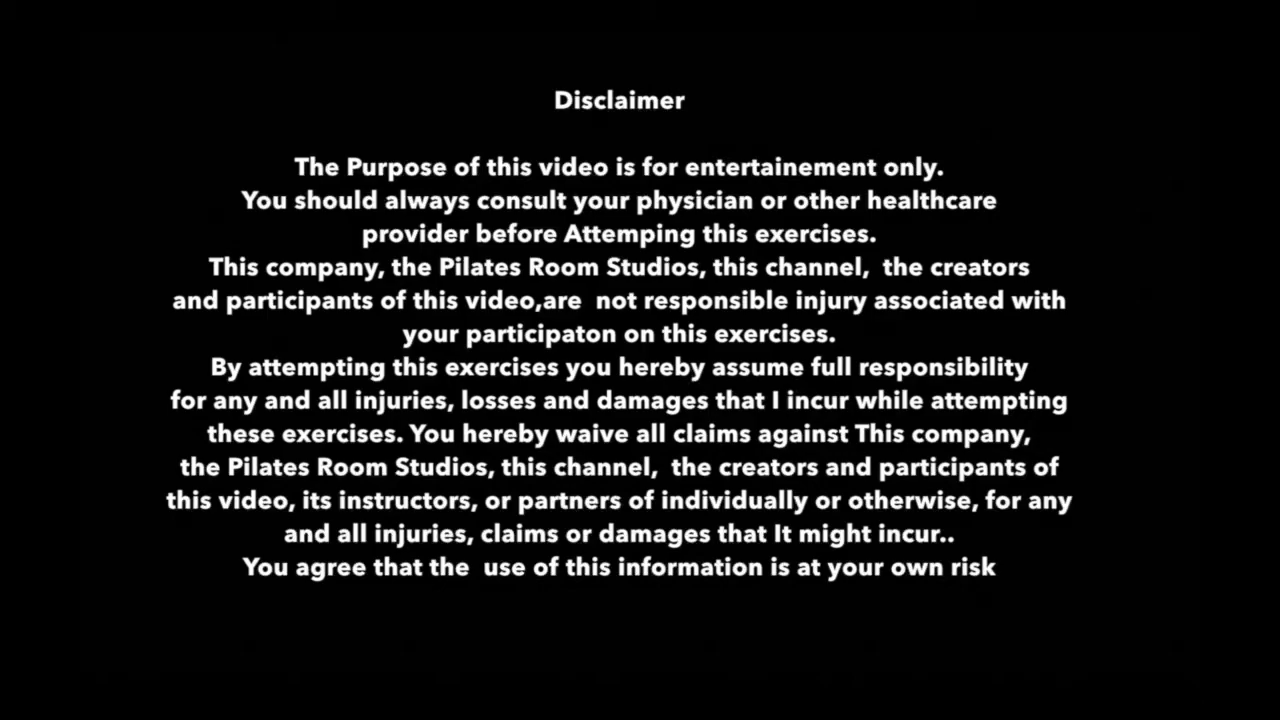 Disclaimer
The Purpose of this video is for entertainement only.
You should always consult your physician or other healthcare
provider before Attemping this exercises.
This company, the Pilates Room Studios, this channel,  the creators
and participants of this video,are  not responsible injury associated with
your participaton on this exercises.
By attempting this exercises you hereby assume full responsibility
for any and all injuries, losses and damages that I incur while attempting
these exercises. You hereby waive all claims against This company,
the Pilates Room Studios, this channel,  the creators and participants of
this video, its instructors, or partners of individually or otherwise, for any
and all injuries, claims or damages that It might incur..
You agree that the  use of this information is at your own risk